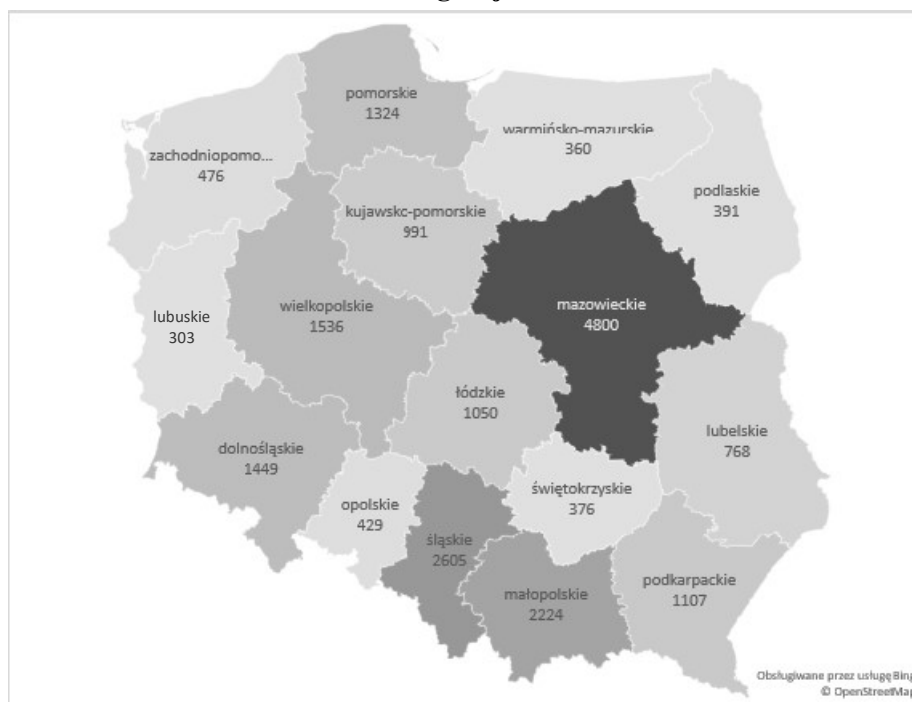 pomorskie
1324
warmińsko-mazurskie
360
zachodniopomo...
476
podlaskie
391
kujawskc-pomorskie
991
mazowieckie
4800
lubuskie
303
wielkopolskie
1536
łódzkie
1050
lubelskie
768
dolnośląskie
1449
opolskie
429
świętokrzyskie
376
śląskie
2605
małopolskie
2224
podkarpackie
1107
Obsługiwane przez usługę Bing
© OpenStreetMap